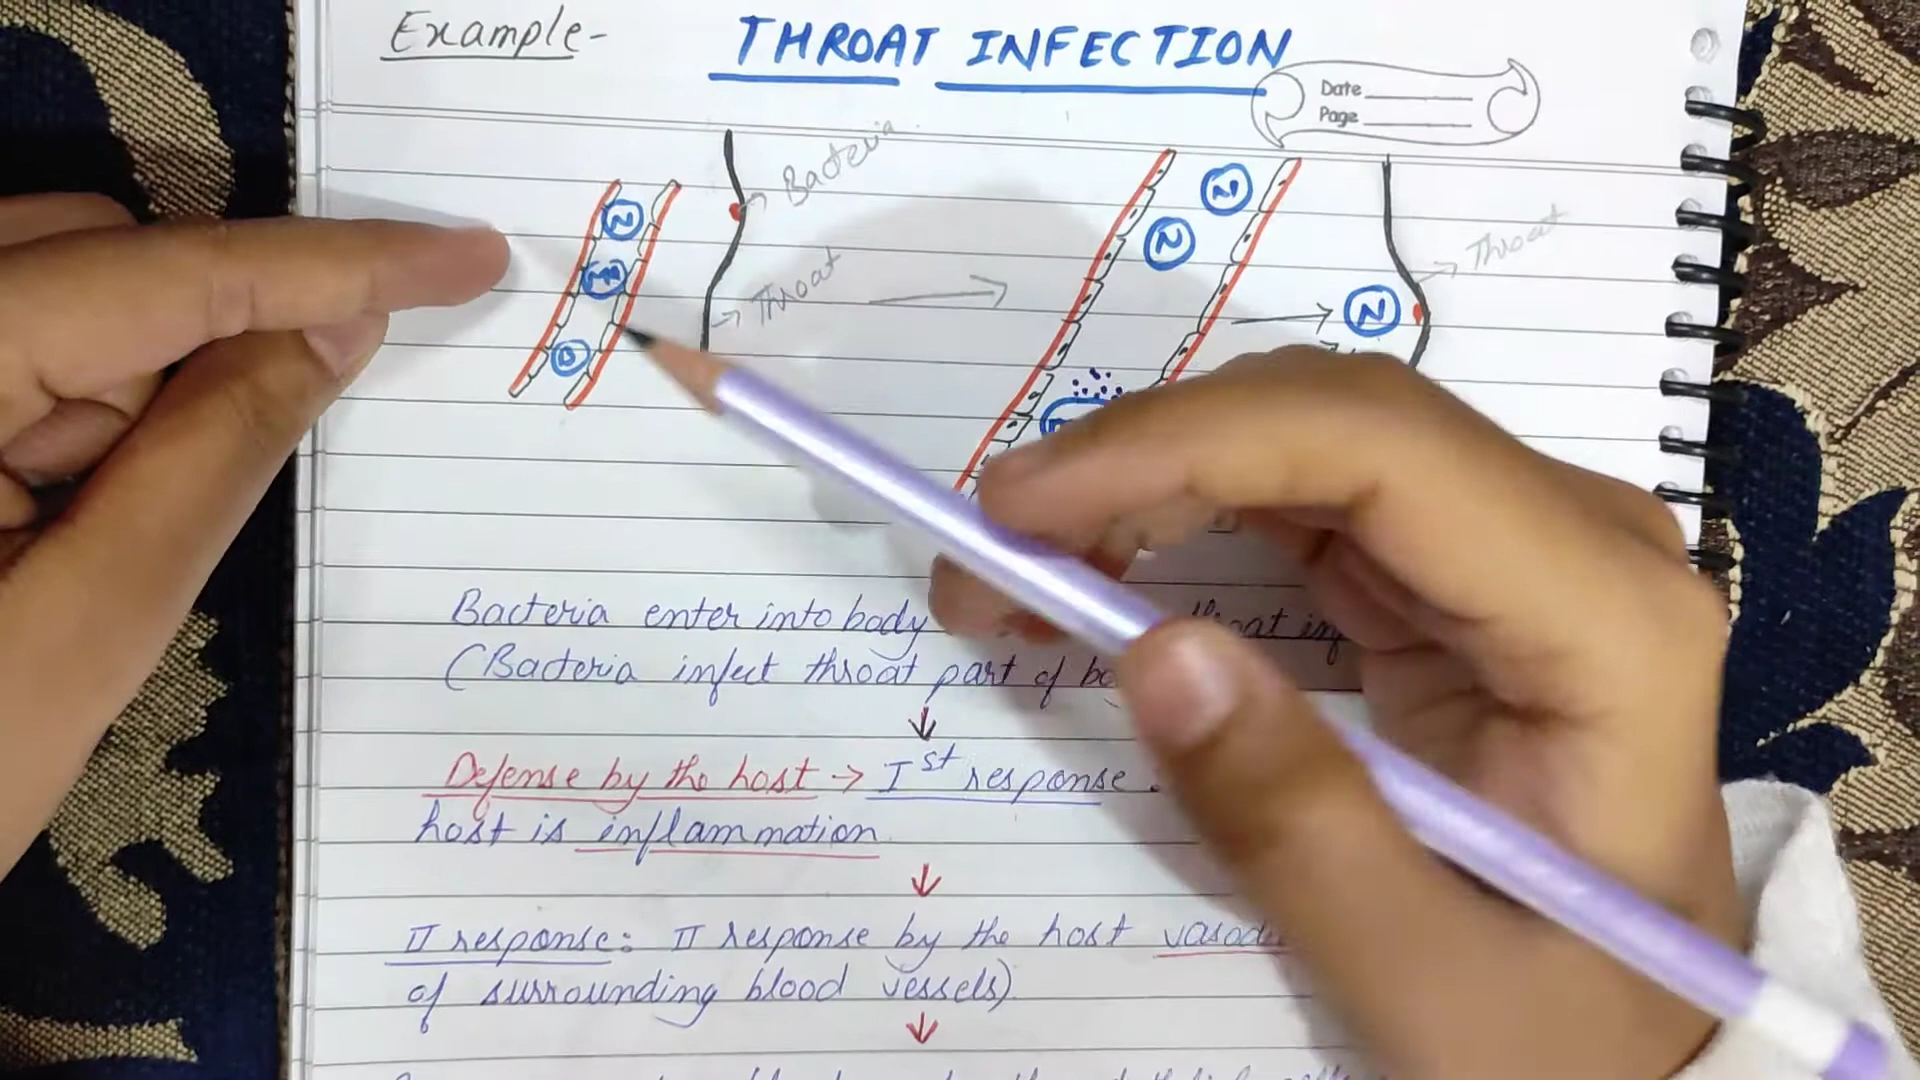 Example-
THROAT INFECTION
Date
Page
Bacteria
N
N
N
Throat
Throat
N
B
Bacteria enter into body
(Bacteria infect throat part of
Defense by the host → Ist response
host is inflammation
II response: II response by the host
of surrounding blood vessels)